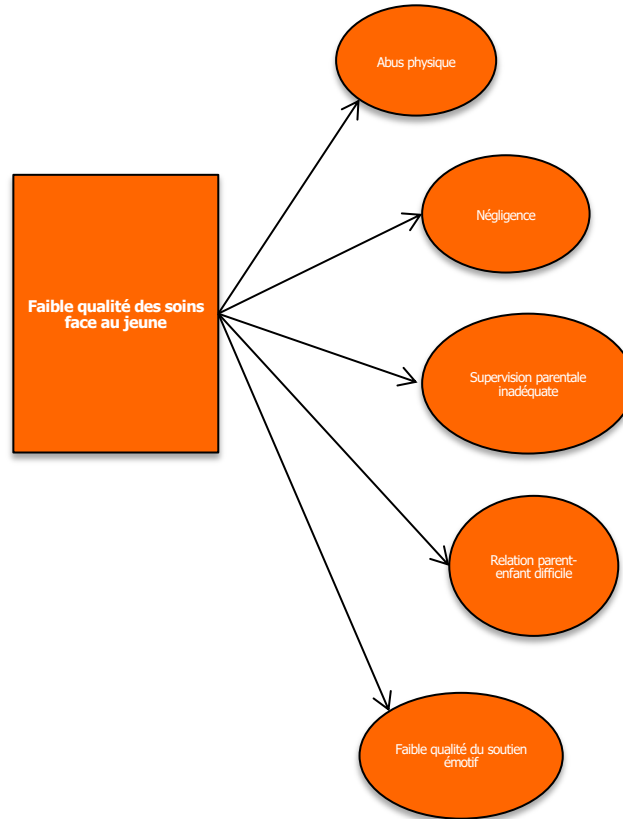 Abus physique
Négligence
Faible qualité des soins
face au jeune
Supervision parentale
inadéquate
Relation parent-
enfant difficile
Faible qualité du soutien
émotif